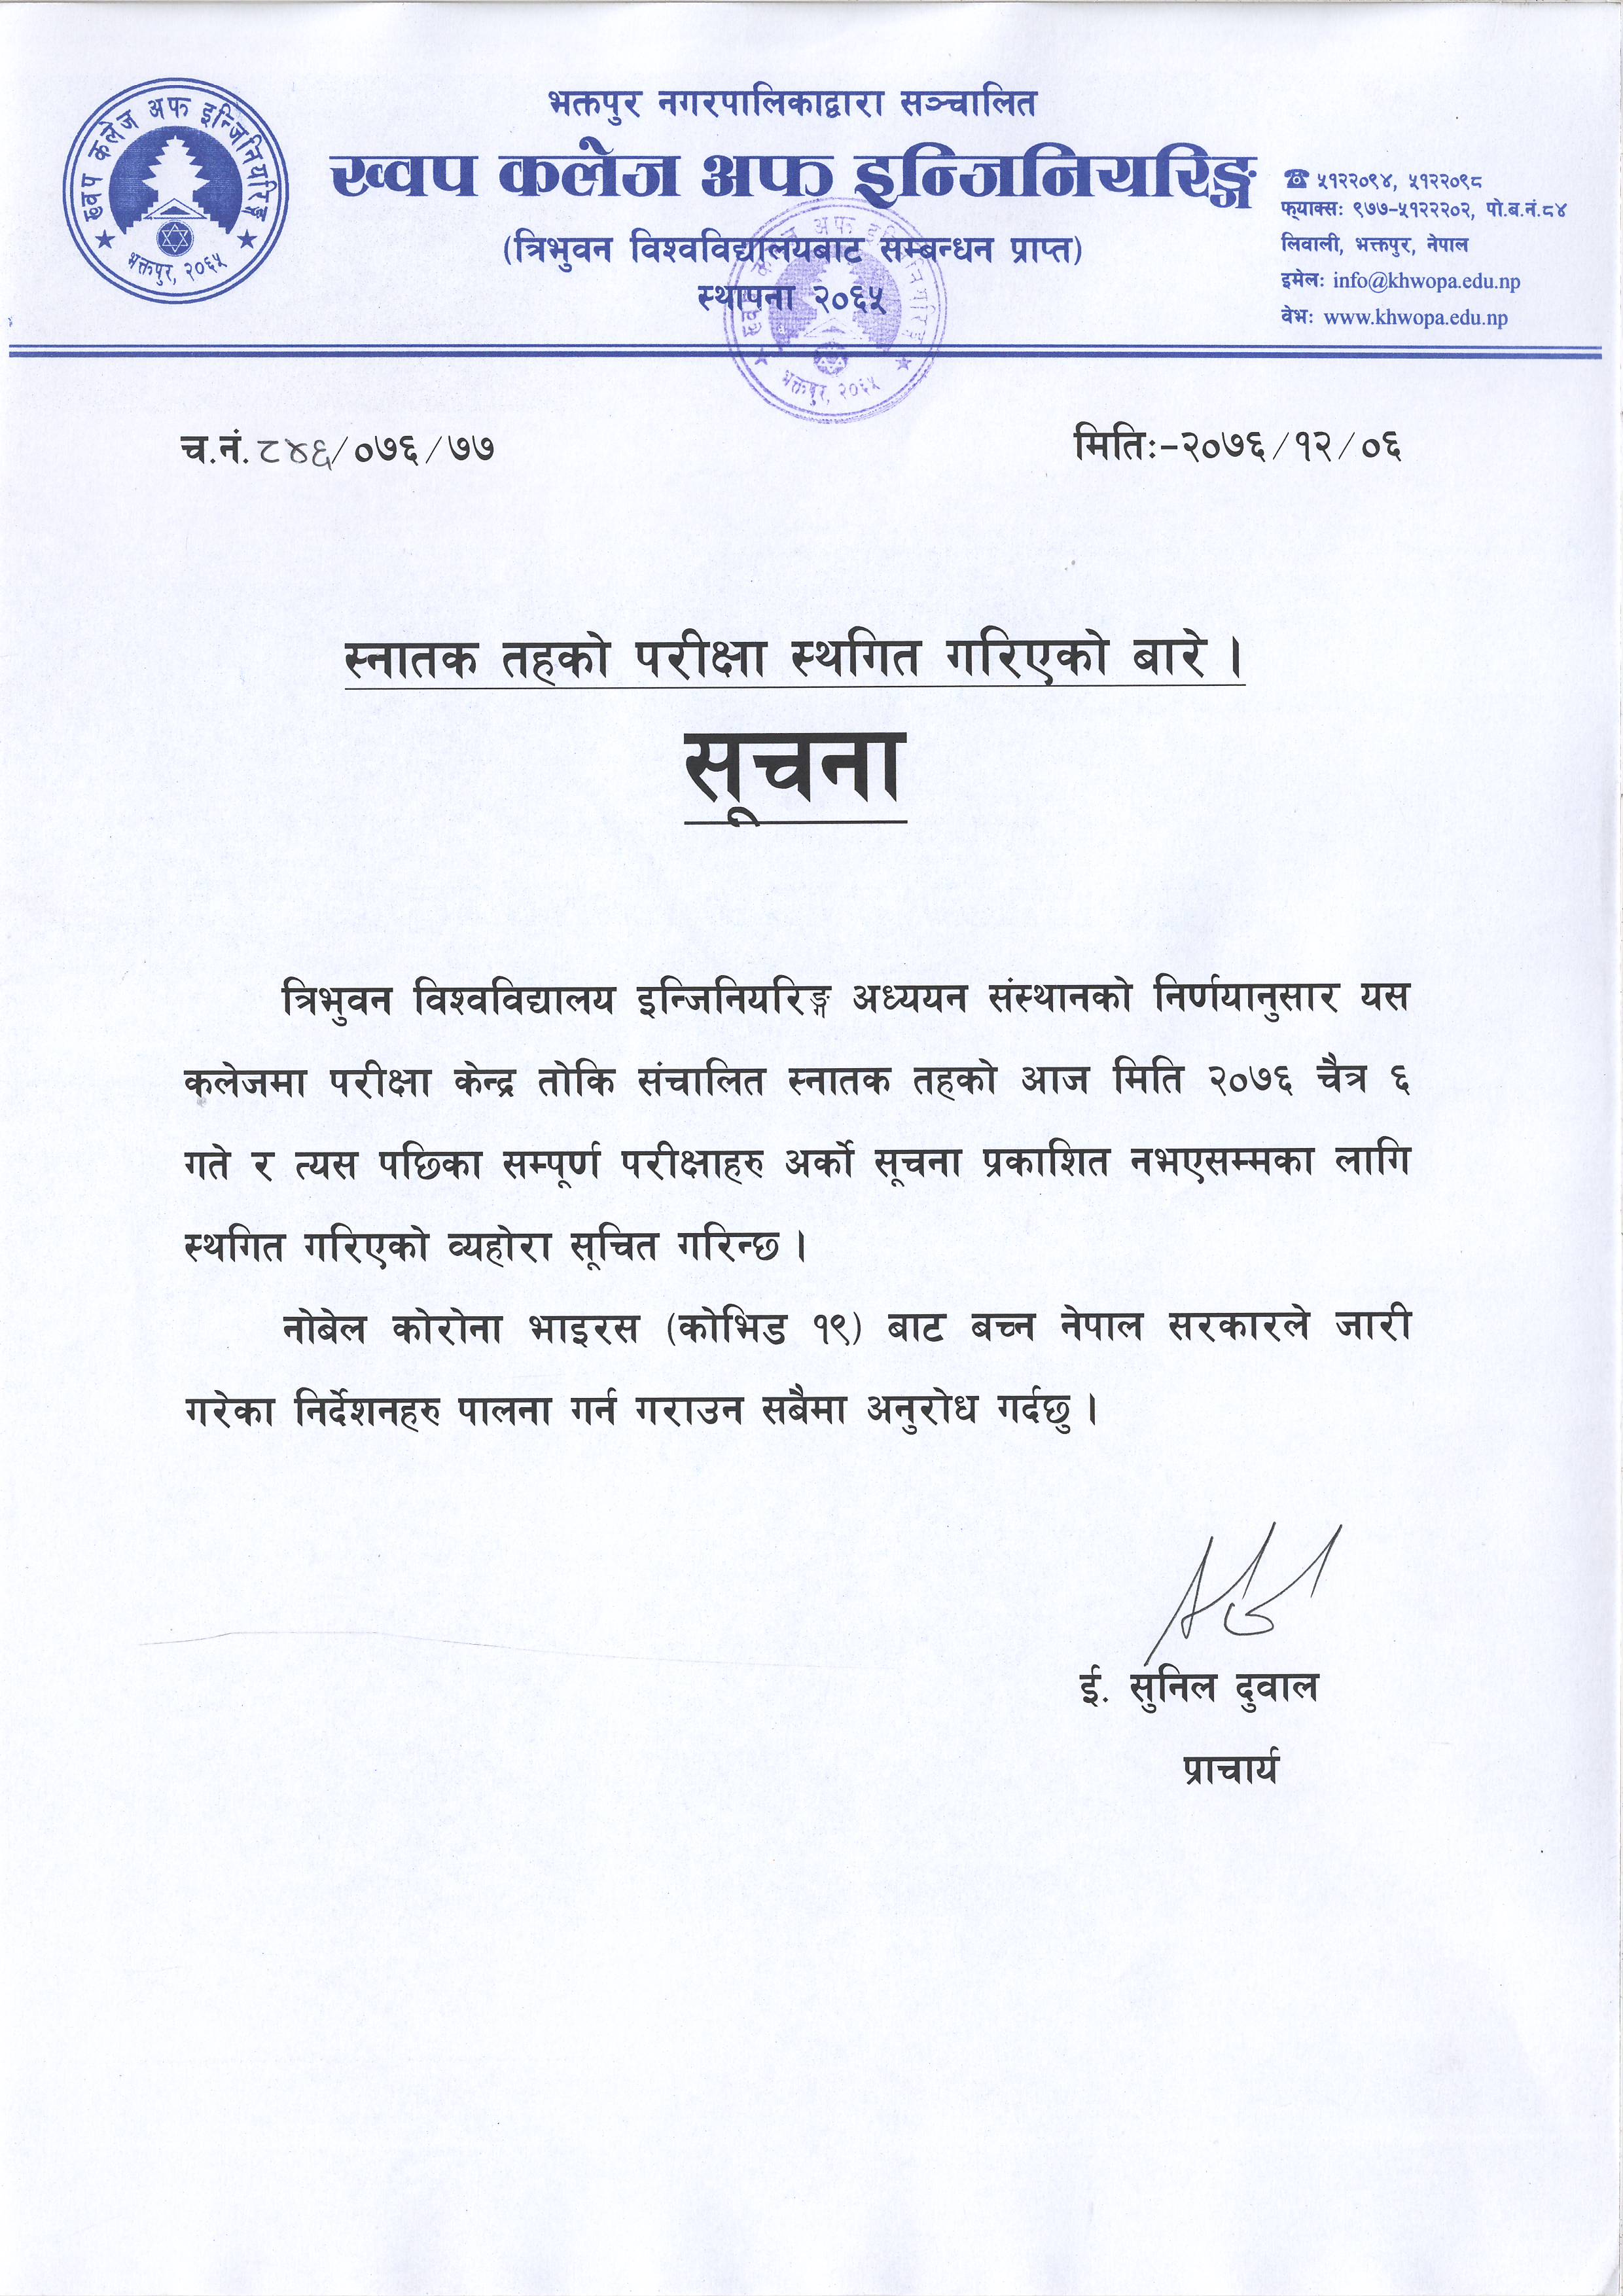 ख्वप कलेज अफ इन्जिनियरिङ्ग
भक्तपुर, २०६५
भक्तपुर नगरपालिकाद्वारा सञ्चालित
ख्वप कलेज अफ इन्जिनियरिङ्ग
(त्रिभुवन विश्वविद्यालयबाट सम्बन्धन प्राप्त)
स्थापना २०६५
☎ ५१२२०९४, ५१२२०९८
फ्याक्स: ९७७-५१२२२०२, पो.ब.नं.८४
लिवाली, भक्तपुर, नेपाल
इमेल: info@khwopa.edu.np
वेभ: www.khwopa.edu.np
भक्तपुर, २०६५
च.नं. ८४६/०७६/७७
मितिः-२०७६/१२/०६
स्नातक तहको परीक्षा स्थगित गरिएको बारे ।
सूचना
त्रिभुवन विश्वविद्यालय इन्जिनियरिङ्ग अध्ययन संस्थानको निर्णयानुसार यस
कलेजमा परीक्षा केन्द्र तोकि संचालित स्नातक तहको आज मिति २०७६ चैत्र ६
गते र त्यस पछिका सम्पूर्ण परीक्षाहरु अर्को सूचना प्रकाशित नभएसम्मका लागि
स्थगित गरिएको व्यहोरा सूचित गरिन्छ ।
नोबेल कोरोना भाइरस (कोभिड १९) बाट बच्न नेपाल सरकारले जारी
गरेका निर्देशनहरु पालना गर्न गराउन सबैमा अनुरोध गर्दछु ।
ई. सुनिल दुवाल
प्राचार्य